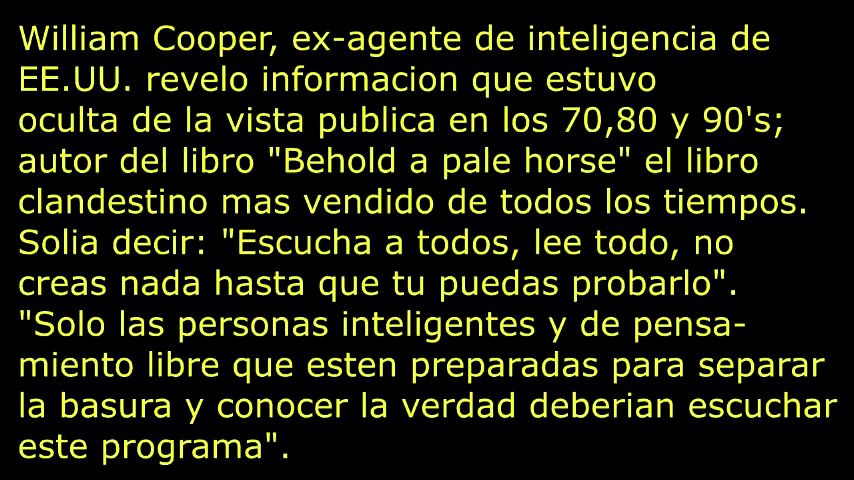 William Cooper, ex-agente de inteligencia de
EE.UU. revelo informacion que estuvo
oculta de la vista publica en los 70,80 y 90's;
autor del libro "Behold a pale horse" el libro
clandestino mas vendido de todos los tiempos.
Solia decir: "Escucha a todos, lee todo, no
creas nada hasta que tu puedas probarlo".
"Solo las personas inteligentes y de pensa-
miento libre que esten preparadas para separar
la basura y conocer la verdad deberian escuchar
este programa".